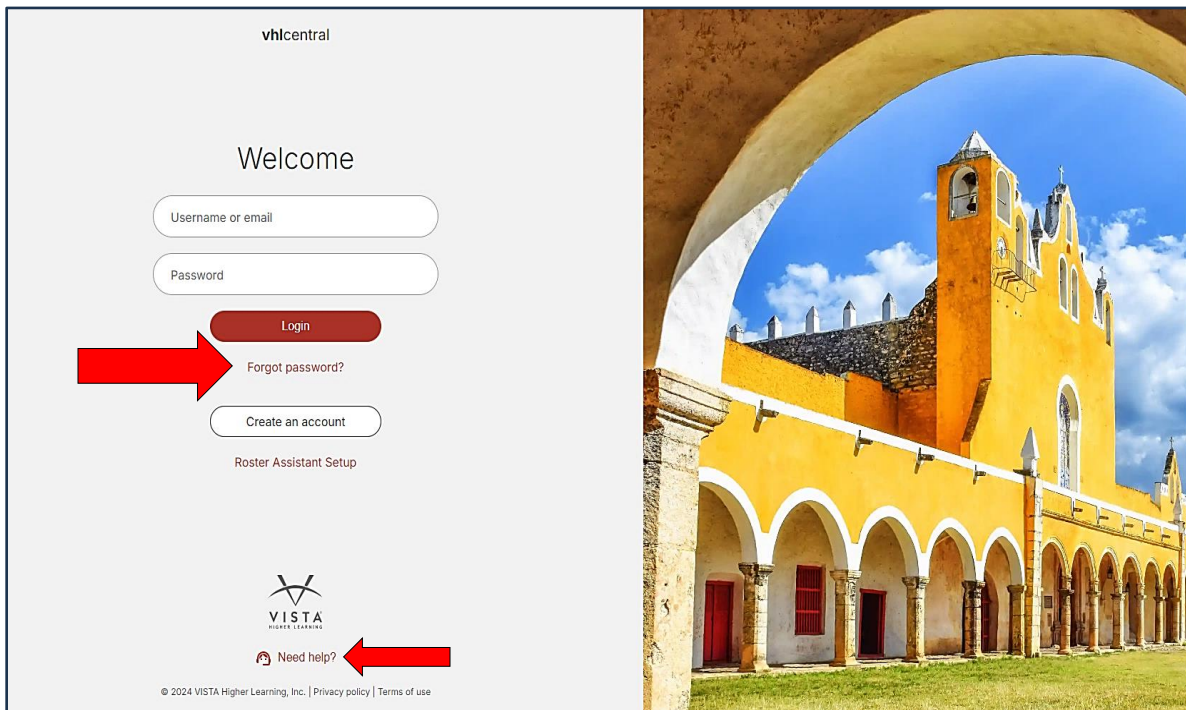 vhlcentral
Welcome
Username or email
Password
Login
Forgot password?
Create an account
Roster Assistant Setup
VISTA
HIGHER LEARNING
Need help?
© 2024 VISTA Higher Learning, Inc. | Privacy policy | Terms of use